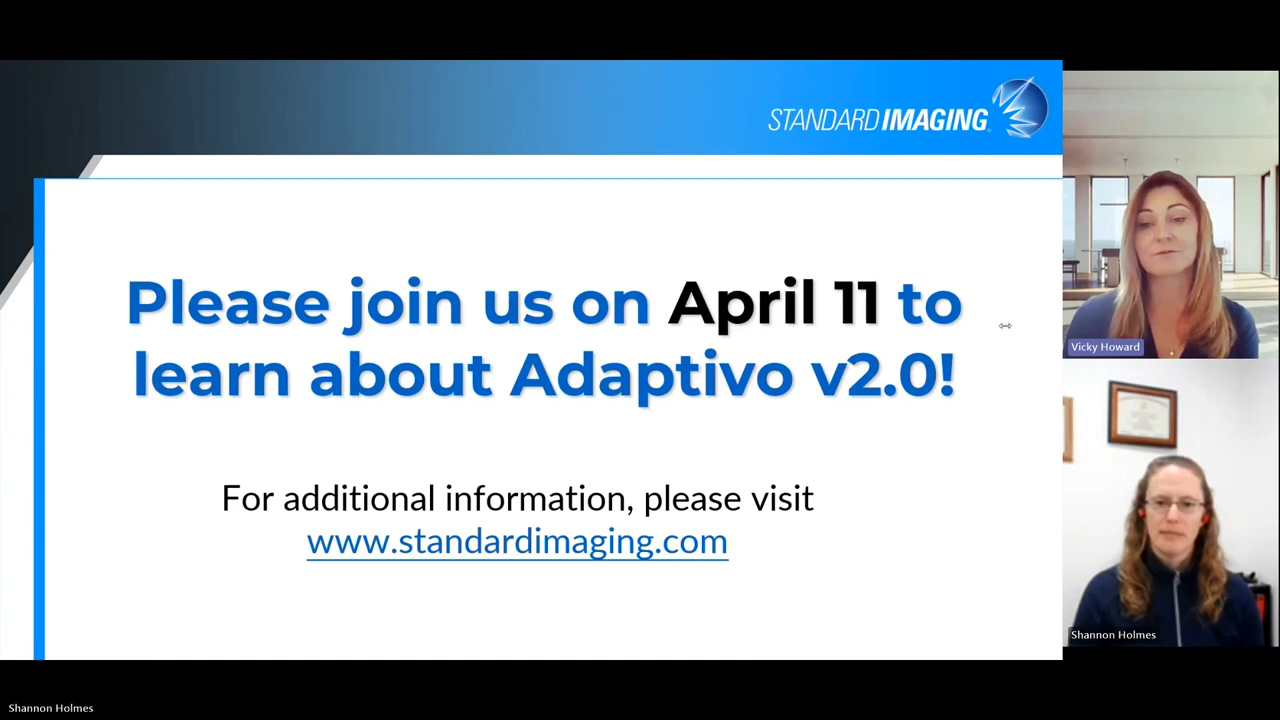 STANDARD IMAGING
Please join us on April 11 to
learn about Adaptivo v2.0!
For additional information, please visit
www.standardimaging.com
Vicky Howard
Shannon Holmes
Shannon Holmes